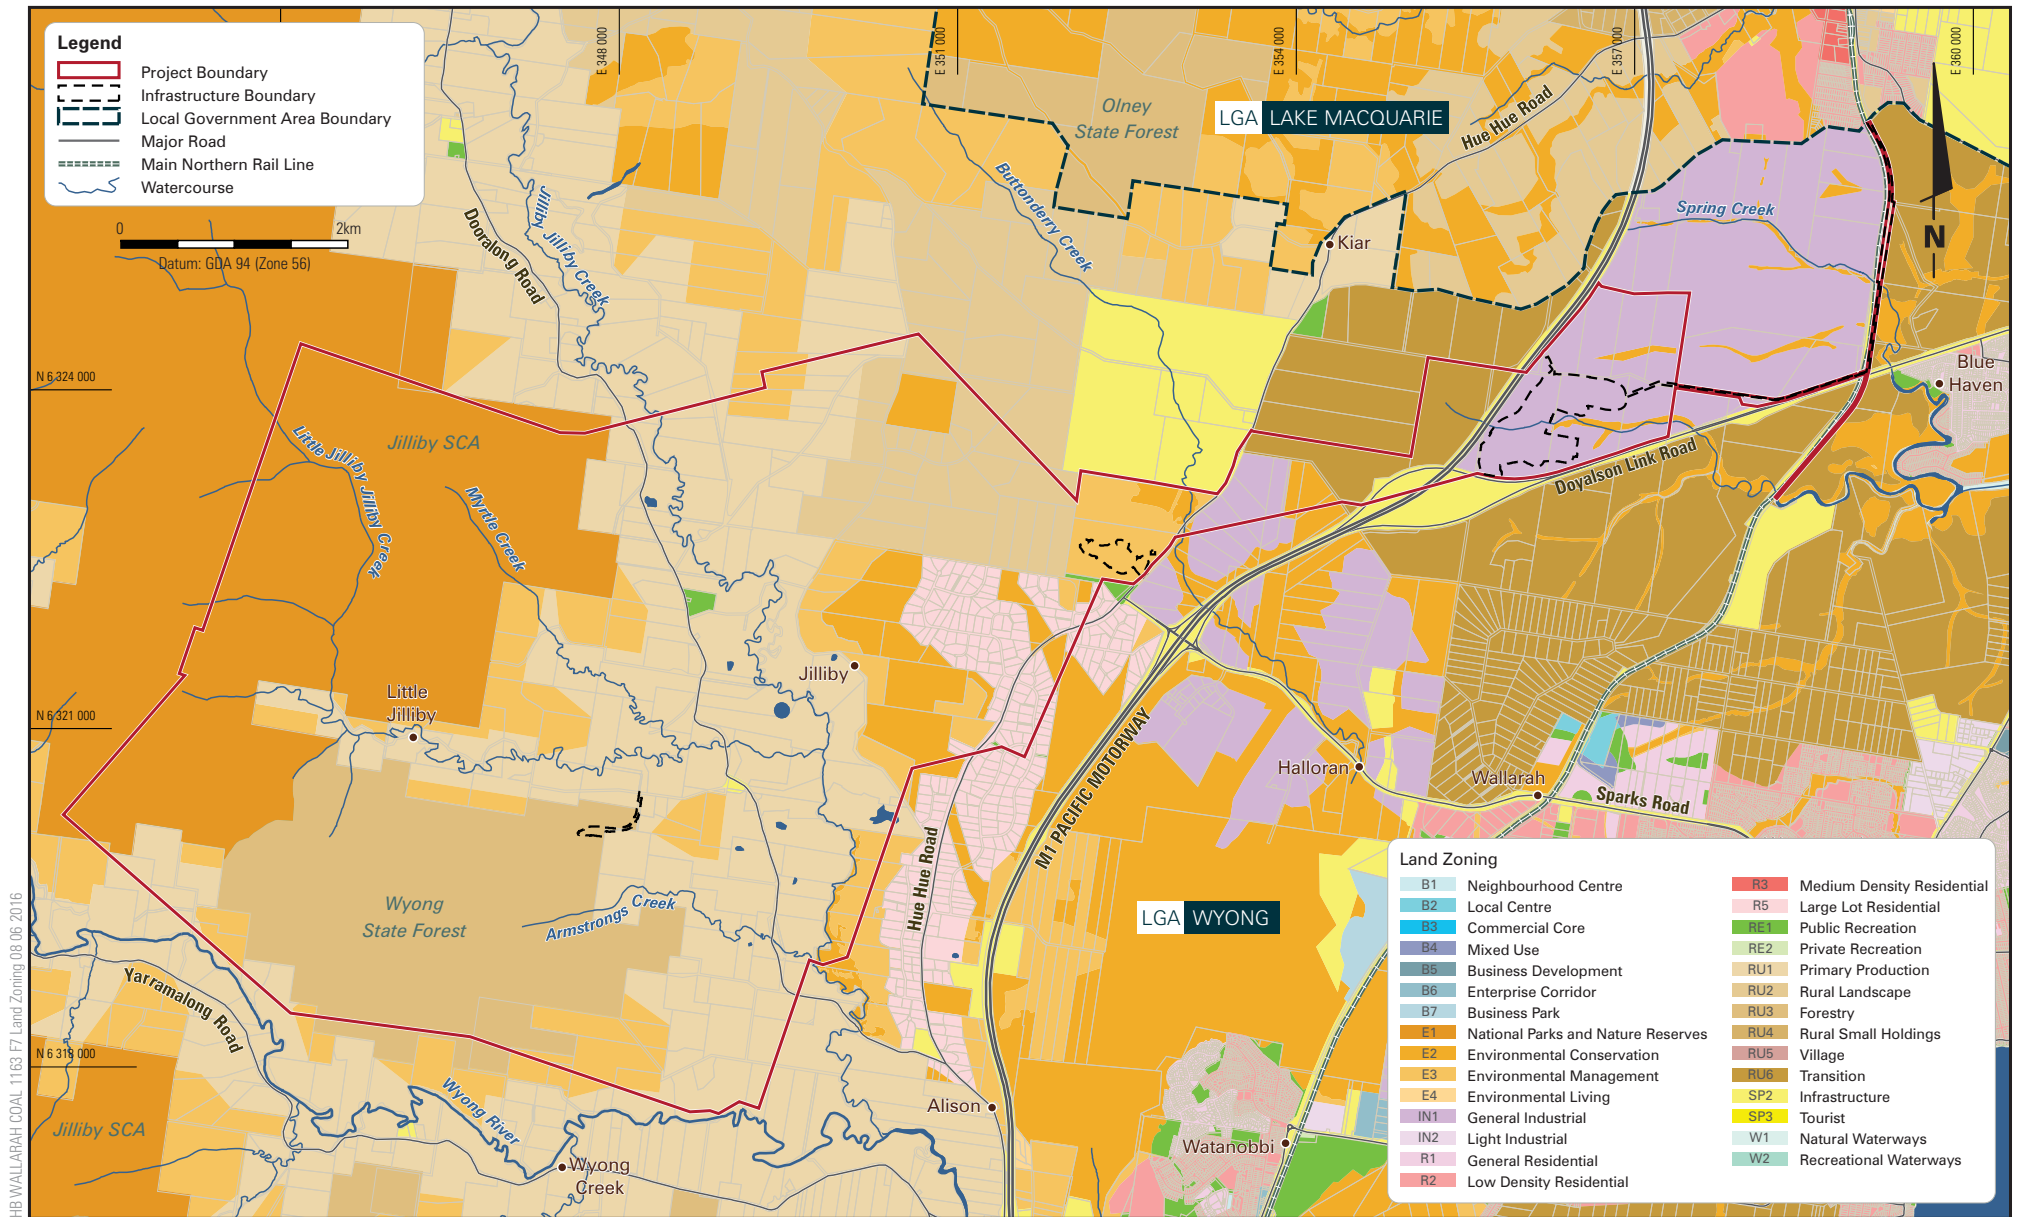 Legend
Project Boundary
Infrastructure Boundary
Local Government Area Boundary
Major Road
Main Northern Rail Line
Watercourse
0 2km
Datum: GDA 94 (Zone 56)
E 348 000
E 351 000
E 354 000
E 357 000
E 360 000
N 6 324 000
N 6 321 000
N 6 318 000
Olney
State Forest
LGA LAKE MACQUARIE
Hue Hue Road
Buttonderry Creek
Jilliby Jilliby Creek
Dooralong Road
Kiar
Spring Creek
N
Blue
Haven
Jilliby SCA
Little Jilliby Jilliby Creek
Myrtle Creek
Doyalson Link Road
Jilliby
Little
Jilliby
M1 PACIFIC MOTORWAY
Halloran
Wallarah
Sparks Road
Hue Hue Road
Wyong
State Forest
Armstrongs Creek
LGA WYONG
Yarramalong Road
Wyong River
Jilliby SCA
Alison
Watanobbi
Wyong
Creek
Land Zoning
B1 Neighbourhood Centre
B2 Local Centre
B3 Commercial Core
B4 Mixed Use
B5 Business Development
B6 Enterprise Corridor
B7 Business Park
E1 National Parks and Nature Reserves
E2 Environmental Conservation
E3 Environmental Management
E4 Environmental Living
IN1 General Industrial
IN2 Light Industrial
R1 General Residential
R2 Low Density Residential
R3 Medium Density Residential
R5 Large Lot Residential
RE1 Public Recreation
RE2 Private Recreation
RU1 Primary Production
RU2 Rural Landscape
RU3 Forestry
RU4 Rural Small Holdings
RU5 Village
RU6 Transition
SP2 Infrastructure
SP3 Tourist
W1 Natural Waterways
W2 Recreational Waterways
HB WALLARAH COAL 1163 F7 Land Zoning 08 06 2016